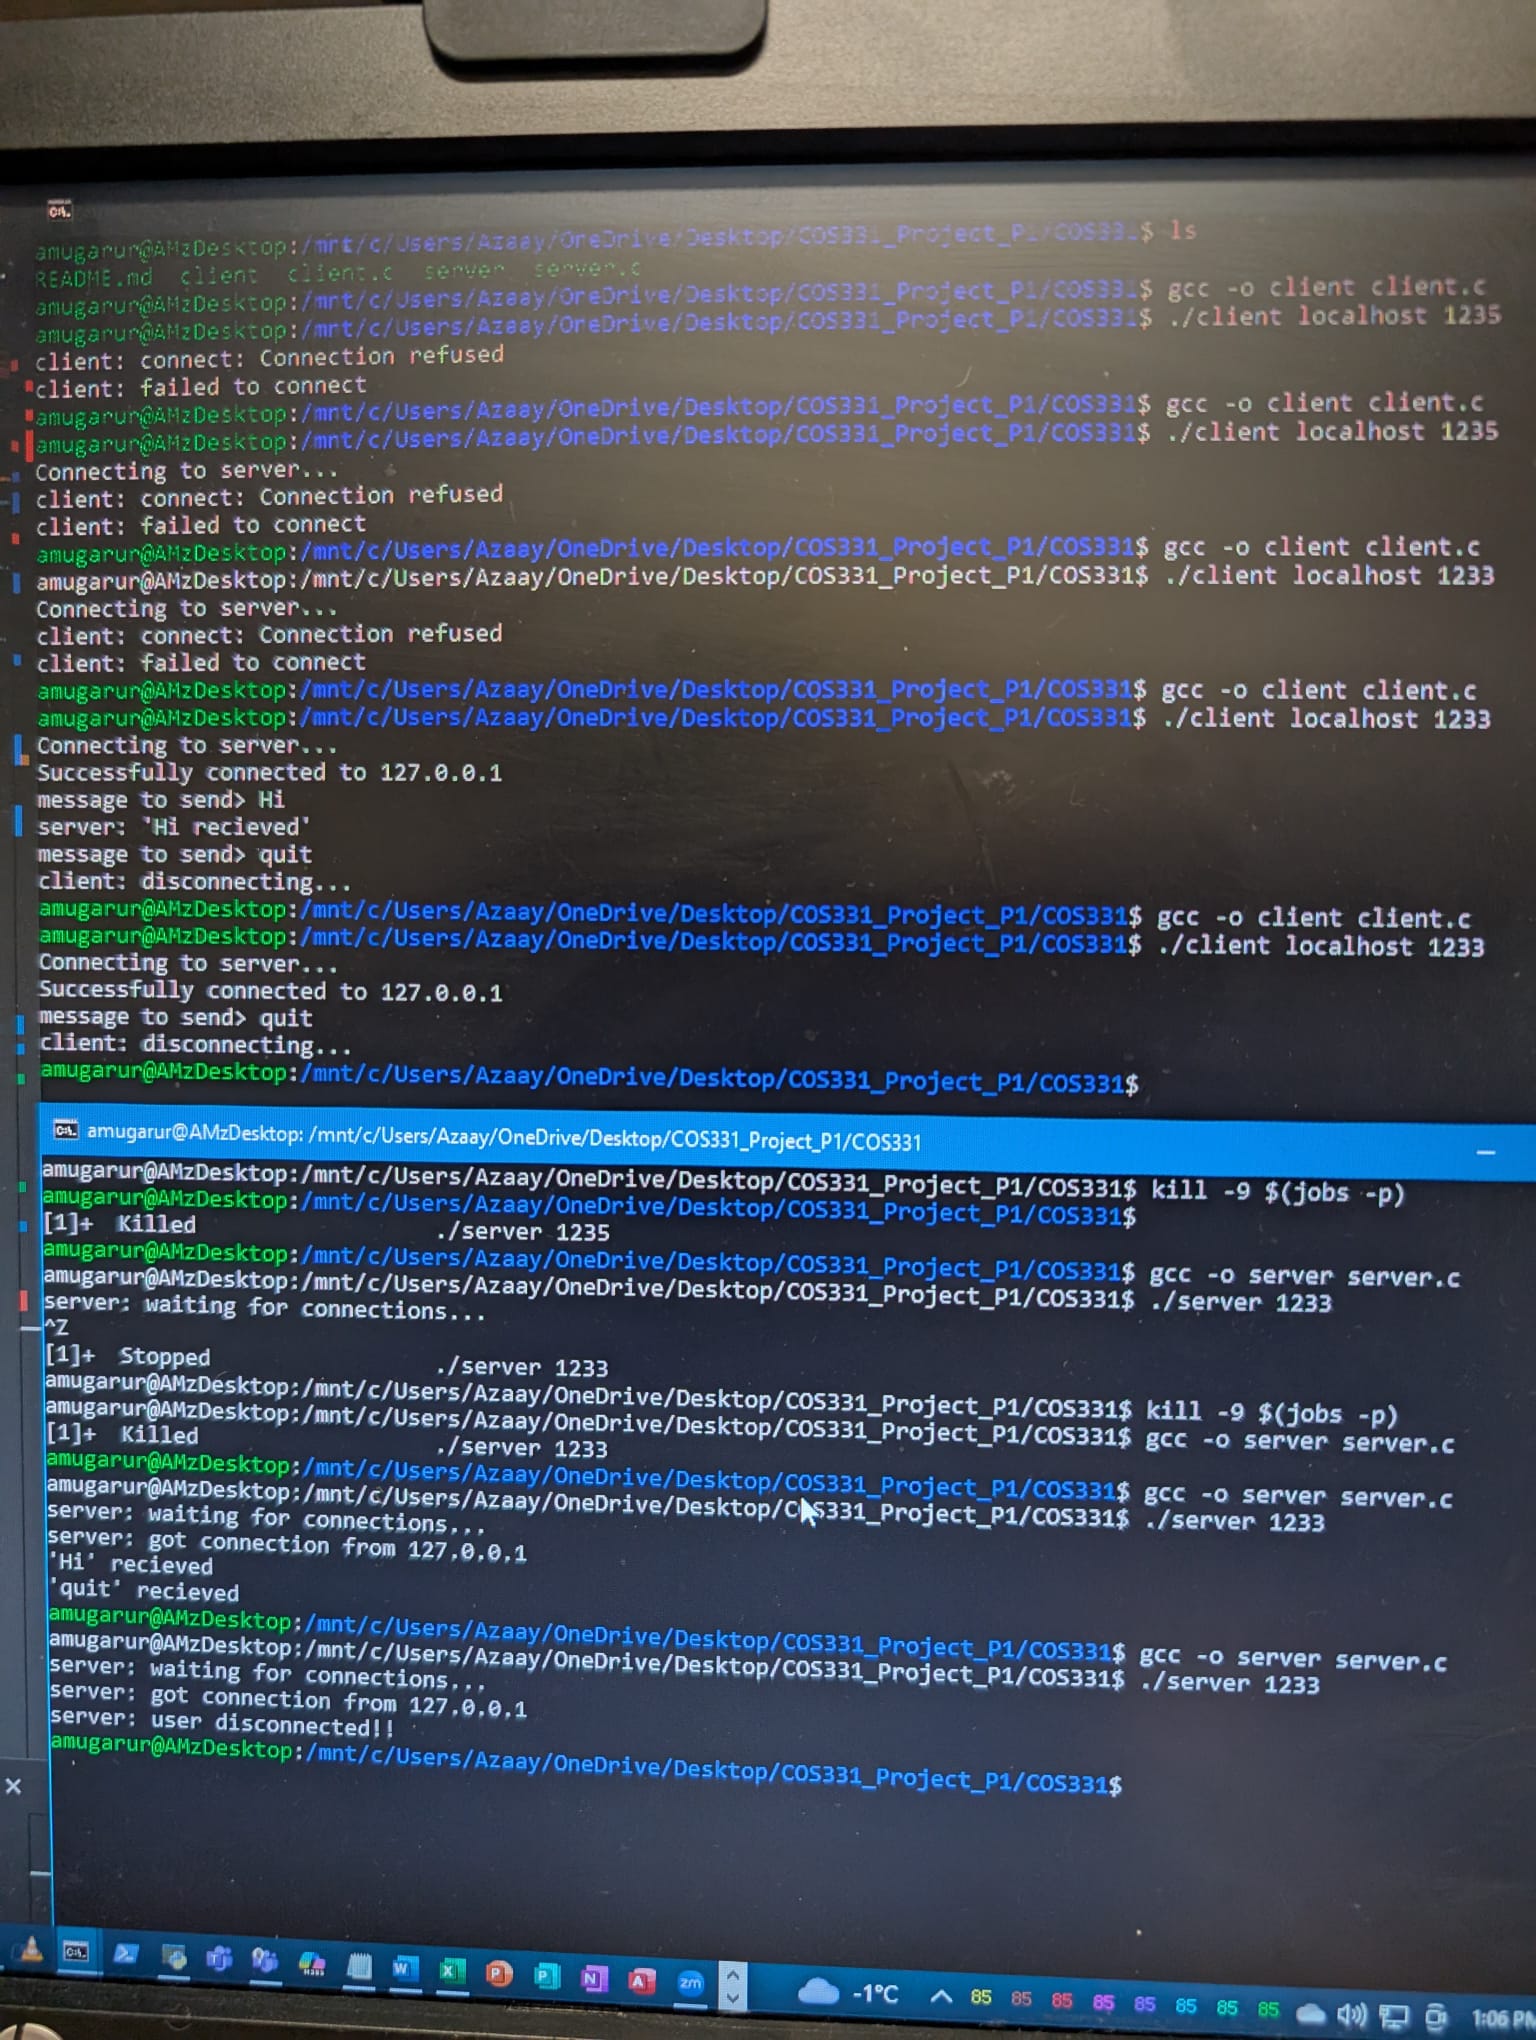 amugarur@AMzDesktop:/mnt/c/Users/Azaay/OneDrive/Desktop/COS331_Project_P1/COS331$ ls
README.md client client.c server server.c
amugarur@AMzDesktop:/mnt/c/Users/Azaay/OneDrive/Desktop/COS331_Project_P1/COS331$ gcc -o client client.c
amugarur@AMzDesktop:/mnt/c/Users/Azaay/OneDrive/Desktop/COS331_Project_P1/COS331$ ./client localhost 1235
client: connect: Connection refused
client: failed to connect
amugarur@AMzDesktop:/mnt/c/Users/Azaay/OneDrive/Desktop/COS331_Project_P1/COS331$ gcc -o client client.c
amugarur@AMzDesktop:/mnt/c/Users/Azaay/OneDrive/Desktop/COS331_Project_P1/COS331$ ./client localhost 1235
Connecting to server...
client: connect: Connection refused
client: failed to connect
amugarur@AMzDesktop:/mnt/c/Users/Azaay/OneDrive/Desktop/COS331_Project_P1/COS331$ gcc -o client client.c
amugarur@AMzDesktop:/mnt/c/Users/Azaay/OneDrive/Desktop/COS331_Project_P1/COS331$ ./client localhost 1233
Connecting to server...
client: connect: Connection refused
client: failed to connect
amugarur@AMzDesktop:/mnt/c/Users/Azaay/OneDrive/Desktop/COS331_Project_P1/COS331$ gcc -o client client.c
amugarur@AMzDesktop:/mnt/c/Users/Azaay/OneDrive/Desktop/COS331_Project_P1/COS331$ ./client localhost 1233
Connecting to server...
Successfully connected to 127.0.0.1
message to send> Hi
server: 'Hi recieved'
message to send> quit
client: disconnecting...
amugarur@AMzDesktop:/mnt/c/Users/Azaay/OneDrive/Desktop/COS331_Project_P1/COS331$ gcc -o client client.c
amugarur@AMzDesktop:/mnt/c/Users/Azaay/OneDrive/Desktop/COS331_Project_P1/COS331$ ./client localhost 1233
Connecting to server...
Successfully connected to 127.0.0.1
message to send> quit
client: disconnecting...
amugarur@AMzDesktop:/mnt/c/Users/Azaay/OneDrive/Desktop/COS331_Project_P1/COS331$
amugarur@AMzDesktop: /mnt/c/Users/Azaay/OneDrive/Desktop/COS331_Project_P1/COS331
amugarur@AMzDesktop:/mnt/c/Users/Azaay/OneDrive/Desktop/COS331_Project_P1/COS331$ kill -9 $(jobs -p)
amugarur@AMzDesktop:/mnt/c/Users/Azaay/OneDrive/Desktop/COS331_Project_P1/COS331$
[1]+ Killed ./server 1235
amugarur@AMzDesktop:/mnt/c/Users/Azaay/OneDrive/Desktop/COS331_Project_P1/COS331$ gcc -o server server.c
amugarur@AMzDesktop:/mnt/c/Users/Azaay/OneDrive/Desktop/COS331_Project_P1/COS331$ ./server 1233
server: waiting for connections...
^Z
[1]+ Stopped ./server 1233
amugarur@AMzDesktop:/mnt/c/Users/Azaay/OneDrive/Desktop/COS331_Project_P1/COS331$ kill -9 $(jobs -p)
amugarur@AMzDesktop:/mnt/c/Users/Azaay/OneDrive/Desktop/COS331_Project_P1/COS331$ gcc -o server server.c
[1]+ Killed ./server 1233
amugarur@AMzDesktop:/mnt/c/Users/Azaay/OneDrive/Desktop/COS331_Project_P1/COS331$ gcc -o server server.c
amugarur@AMzDesktop:/mnt/c/Users/Azaay/OneDrive/Desktop/COS331_Project_P1/COS331$ ./server 1233
server: waiting for connections...
server: got connection from 127.0.0.1
'Hi' recieved
'quit' recieved
amugarur@AMzDesktop:/mnt/c/Users/Azaay/OneDrive/Desktop/COS331_Project_P1/COS331$ gcc -o server server.c
amugarur@AMzDesktop:/mnt/c/Users/Azaay/OneDrive/Desktop/COS331_Project_P1/COS331$ ./server 1233
server: waiting for connections...
server: got connection from 127.0.0.1
server: user disconnected!!
amugarur@AMzDesktop:/mnt/c/Users/Azaay/OneDrive/Desktop/COS331_Project_P1/COS331$
-1°C 85 85 85 85 85 85 85 85 1:06 PM